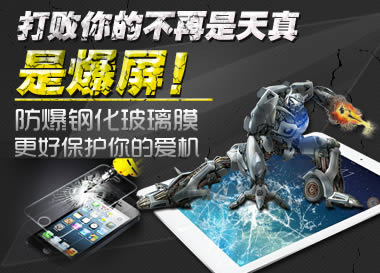 打败你的不再是天真
是爆屏!
防爆钢化玻璃膜
更好保护你的爱机